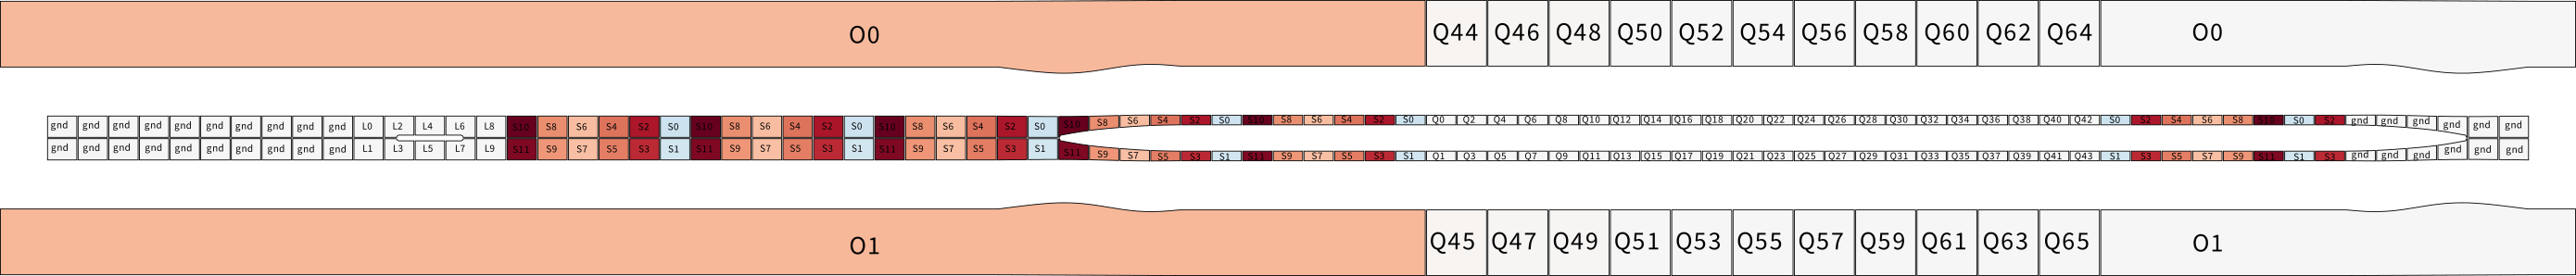 O0 Q44 Q46 Q48 Q50 Q52 Q54 Q56 Q58 Q60 Q62 Q64 O0
gnd gnd gnd gnd gnd gnd gnd gnd gnd gnd L0 L2 L4 L6 L8 S10 S8 S6 S4 S2 S0 S10 S8 S6 S4 S2 S0 S10 S8 S6 S4 S2 S0 S10 S8 S6 S4 S2 S0 S10 S8 S6 S4 S2 S0 Q0 Q2 Q4 Q6 Q8 Q10 Q12 Q14 Q16 Q18 Q20 Q22 Q24 Q26 Q28 Q30 Q32 Q34 Q36 Q38 Q40 Q42 S0 S2 S4 S6 S8 S10 S0 S2 gnd gnd gnd gnd gnd gnd
gnd gnd gnd gnd gnd gnd gnd gnd gnd gnd L1 L3 L5 L7 L9 S11 S9 S7 S5 S3 S1 S11 S9 S7 S5 S3 S1 S11 S9 S7 S5 S3 S1 S11 S9 S7 S5 S3 S1 S11 S9 S7 S5 S3 S1 Q1 Q3 Q5 Q7 Q9 Q11 Q13 Q15 Q17 Q19 Q21 Q23 Q25 Q27 Q29 Q31 Q33 Q35 Q37 Q39 Q41 Q43 S1 S3 S5 S7 S9 S11 S1 S3 gnd gnd gnd gnd gnd gnd
O1 Q45 Q47 Q49 Q51 Q53 Q55 Q57 Q59 Q61 Q63 Q65 O1